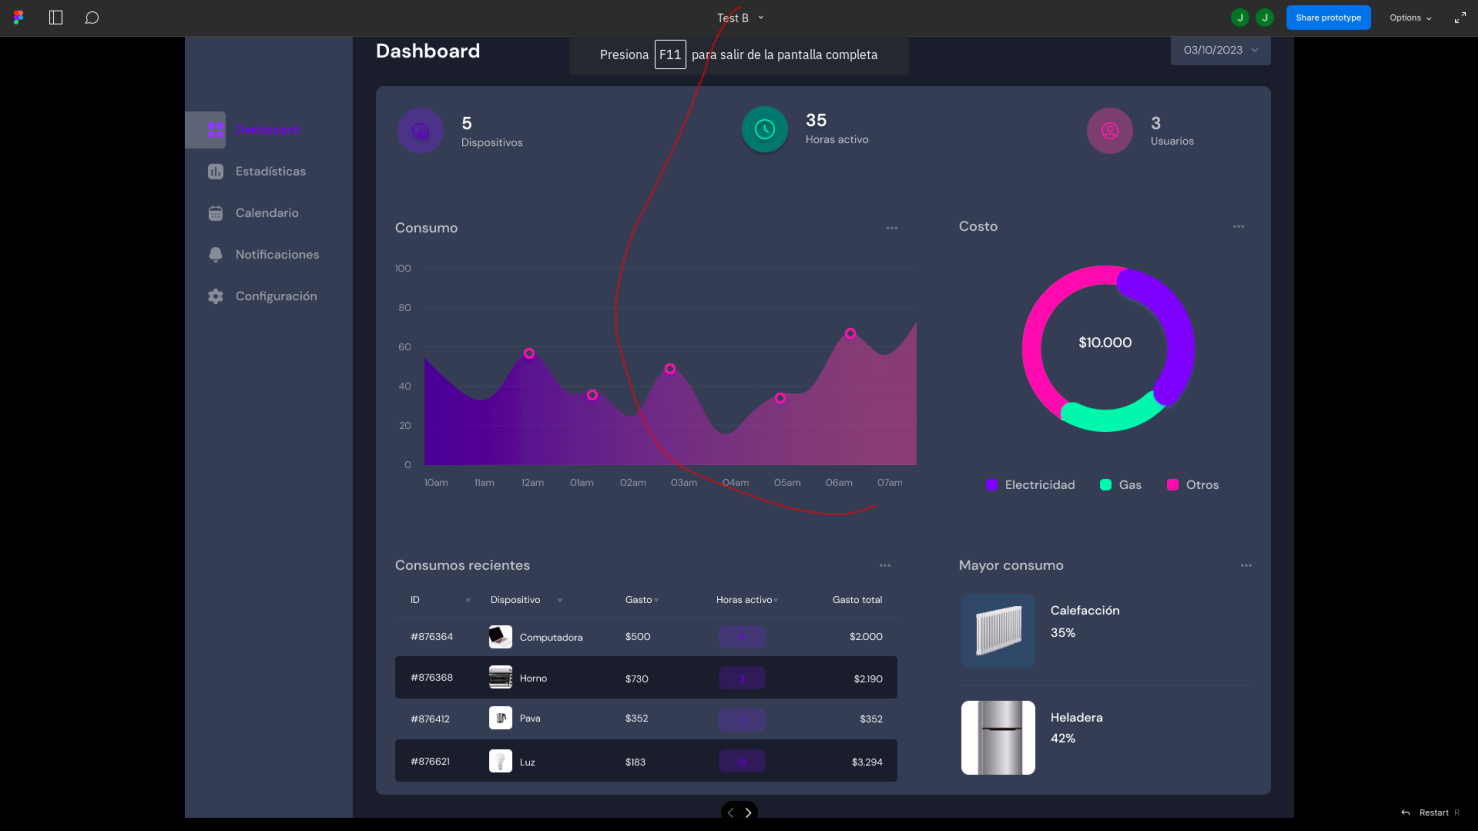 Test B
J
J
Share prototype
Options
Dashboard
Presiona F11 para salir de la pantalla completa
03/10/2023
Dashboard
Estadísticas
Calendario
Notificaciones
Configuración
5
Dispositivos
35
Horas activo
3
Usuarios
Consumo
100
80
60
40
20
0
10am 11am 12am 01am 02am 03am 04am 05am 06am 07am
Costo
$10.000
Electricidad Gas Otros
Consumos recientes
ID Dispositivo Gasto Horas activo Gasto total
#876364 Computadora $500 4 $2.000
#876368 Horno $730 3 $2.190
#876412 Pava $352 $352
#876621 Luz $183 18 $3.294
Mayor consumo
Calefacción
35%
Heladera
42%
Restart R